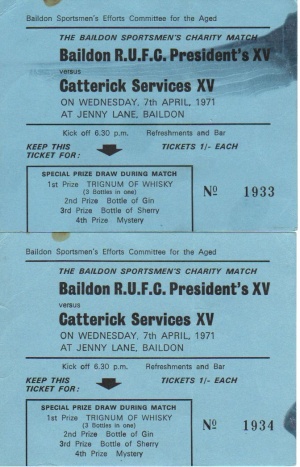 Baildon Sportsmen's Efforts Committee for the Aged
THE BAILDON SPORTSMEN'S CHARITY MATCH
Baildon R.U.F.C. President's XV
versus
Catterick Services XV
ON WEDNESDAY, 7th APRIL, 1971
AT JENNY LANE, BAILDON
Kick off 6.30 p.m. Refreshments and Bar
KEEP THIS TICKETS 1/- EACH
TICKET FOR:
SPECIAL PRIZE DRAW DURING MATCH
1st Prize TRIGNUM OF WHISKY
(3 Bottles in one)
2nd Prize Bottle of Gin
3rd Prize Bottle of Sherry
4th Prize Mystery
Nº 1933
Baildon Sportsmen's Efforts Committee for the Aged
THE BAILDON SPORTSMEN'S CHARITY MATCH
Baildon R.U.F.C. President's XV
versus
Catterick Services XV
ON WEDNESDAY, 7th APRIL, 1971
AT JENNY LANE, BAILDON
Kick off 6.30 p.m. Refreshments and Bar
KEEP THIS TICKETS 1/- EACH
TICKET FOR:
SPECIAL PRIZE DRAW DURING MATCH
1st Prize TRIGNUM OF WHISKY
(3 Bottles in one)
2nd Prize Bottle of Gin
3rd Prize Bottle of Sherry
4th Prize Mystery
Nº 1934